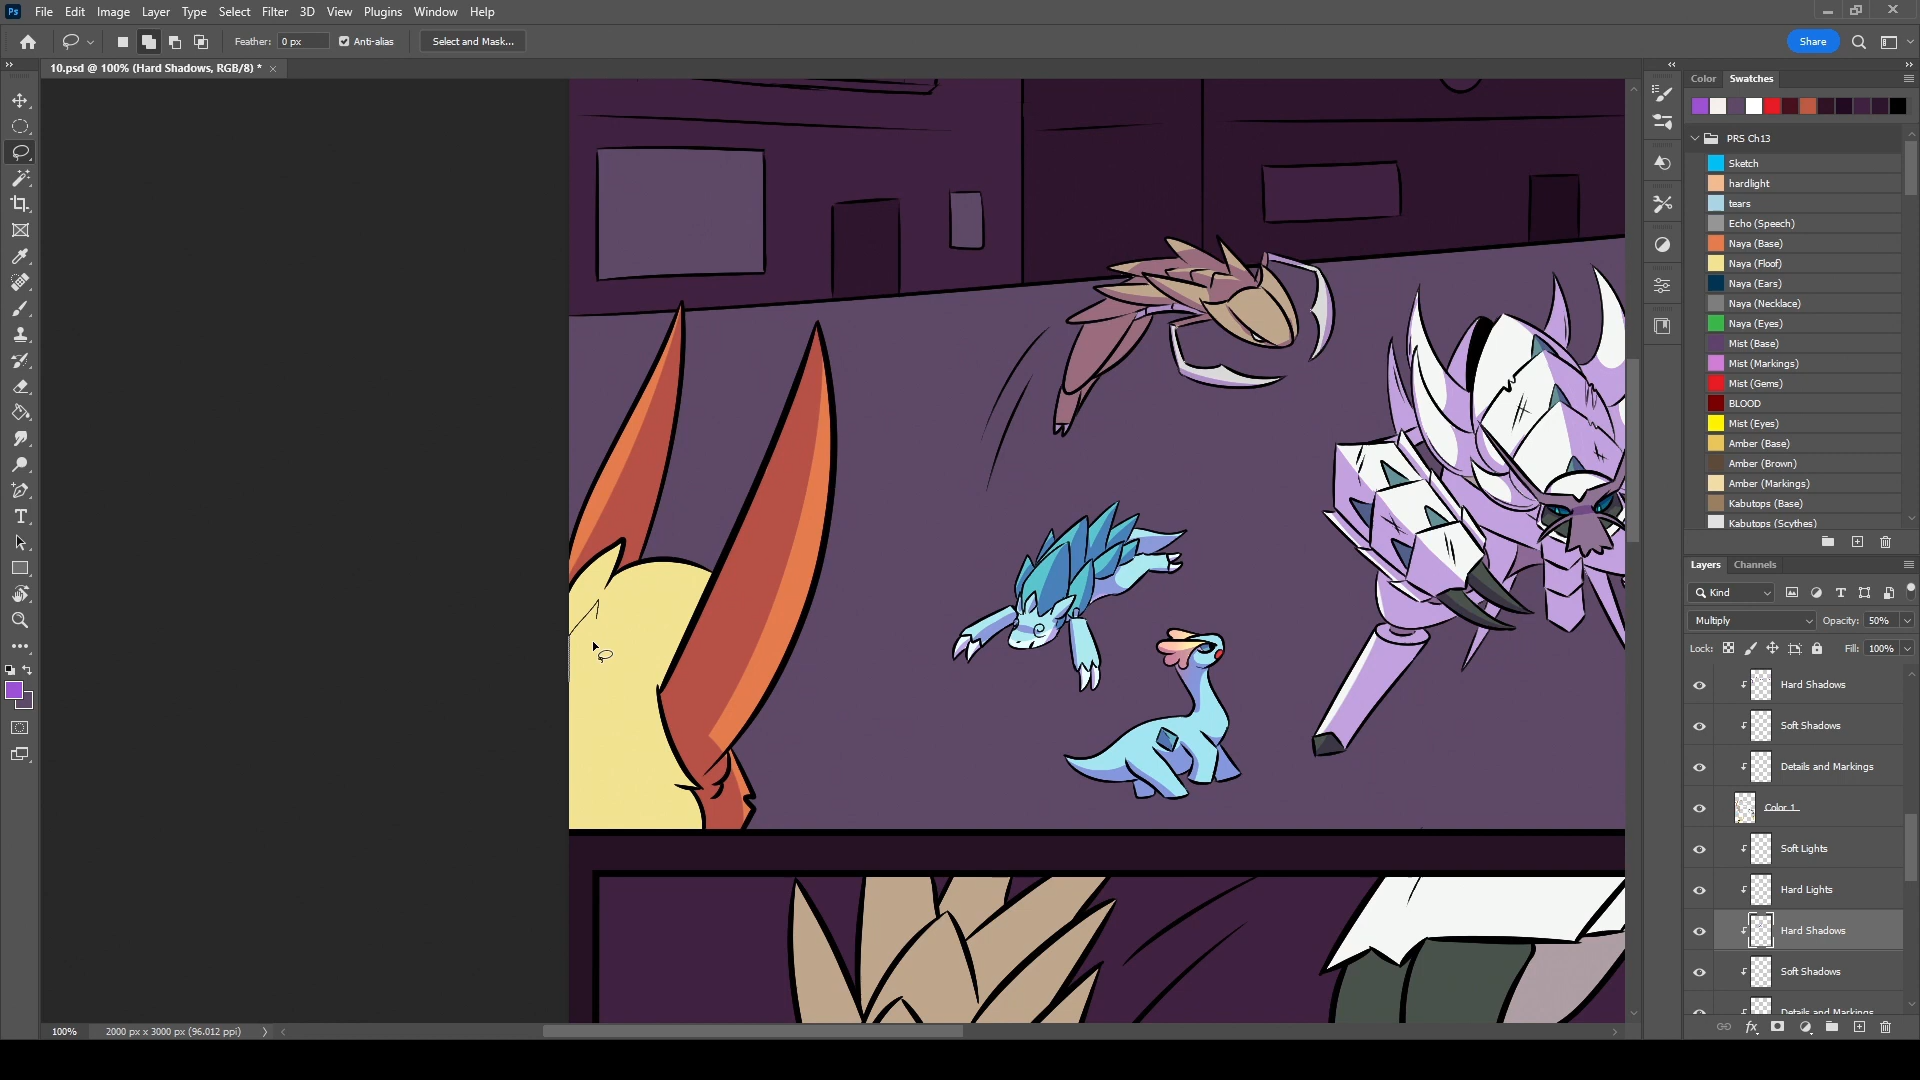 Ps File Edit Image Layer Type Select Filter 3D View Plugins Window Help
Feather: 0 px Anti-alias Select and Mask... Share
10.psd @ 100% (Hard Shadows, RGB/8) * ×
Color Swatches
PRS Ch13
Sketch
hardlight
tears
Echo (Speech)
Naya (Base)
Naya (Floof)
Naya (Ears)
Naya (Necklace)
Naya (Eyes)
Mist (Base)
Mist (Markings)
Mist (Gems)
BLOOD
Mist (Eyes)
Amber (Base)
Amber (Brown)
Amber (Markings)
Kabutops (Base)
Kabutops (Scythes)
Layers Channels
Kind
Multiply Opacity: 50%
Lock: Fill: 100%
Hard Shadows
Soft Shadows
Details and Markings
Color 1
Soft Lights
Hard Lights
Hard Shadows
Soft Shadows
Details and Markings
100% 2000 px x 3000 px (96.012 ppi)